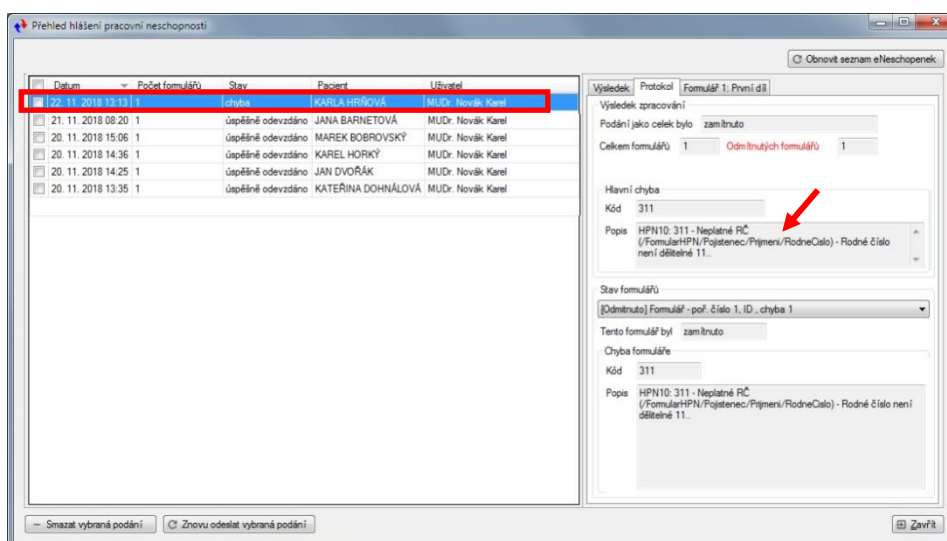 Přehled hlášení pracovní neschopnosti
Obnovit seznam eNeschopenek
Datum Počet formulářů Stav Pacient Uživatel
22. 11. 2018 13:13 1 chyba KARLA HRŇOVÁ MUDr. Novák Karel
21. 11. 2018 08:20 1 úspěšně odevzdáno JANA BARNETOVÁ MUDr. Novák Karel
20. 11. 2018 15:06 1 úspěšně odevzdáno MAREK BOBROVSKÝ MUDr. Novák Karel
20. 11. 2018 14:36 1 úspěšně odevzdáno KAREL HORKÝ MUDr. Novák Karel
20. 11. 2018 14:25 1 úspěšně odevzdáno JAN DVOŘÁK MUDr. Novák Karel
20. 11. 2018 13:35 1 úspěšně odevzdáno KATEŘINA DOHNÁLOVÁ MUDr. Novák Karel
Výsledek Protokol Formulář 1: První díl
Výsledek zpracování
Podání jako celek bylo zamítnuto
Celkem formulářů 1 Odmítnutých formulářů 1
Hlavní chyba
Kód 311
Popis HPN10: 311 - Neplatné RČ
(/FormularHPN/Pojistenec/Prijmeni/RodneCislo) - Rodné číslo
není dělitelné 11..
Stav formulářů
[Odmítnuto] Formulář - poř. číslo 1, ID , chyba 1
Tento formulář byl zamítnuto
Chyba formuláře
Kód 311
Popis HPN10: 311 - Neplatné RČ
(/FormularHPN/Pojistenec/Prijmeni/RodneCislo) - Rodné číslo není
dělitelné 11..
Smazat vybraná podání Znovu odeslat vybraná podání Zavřít